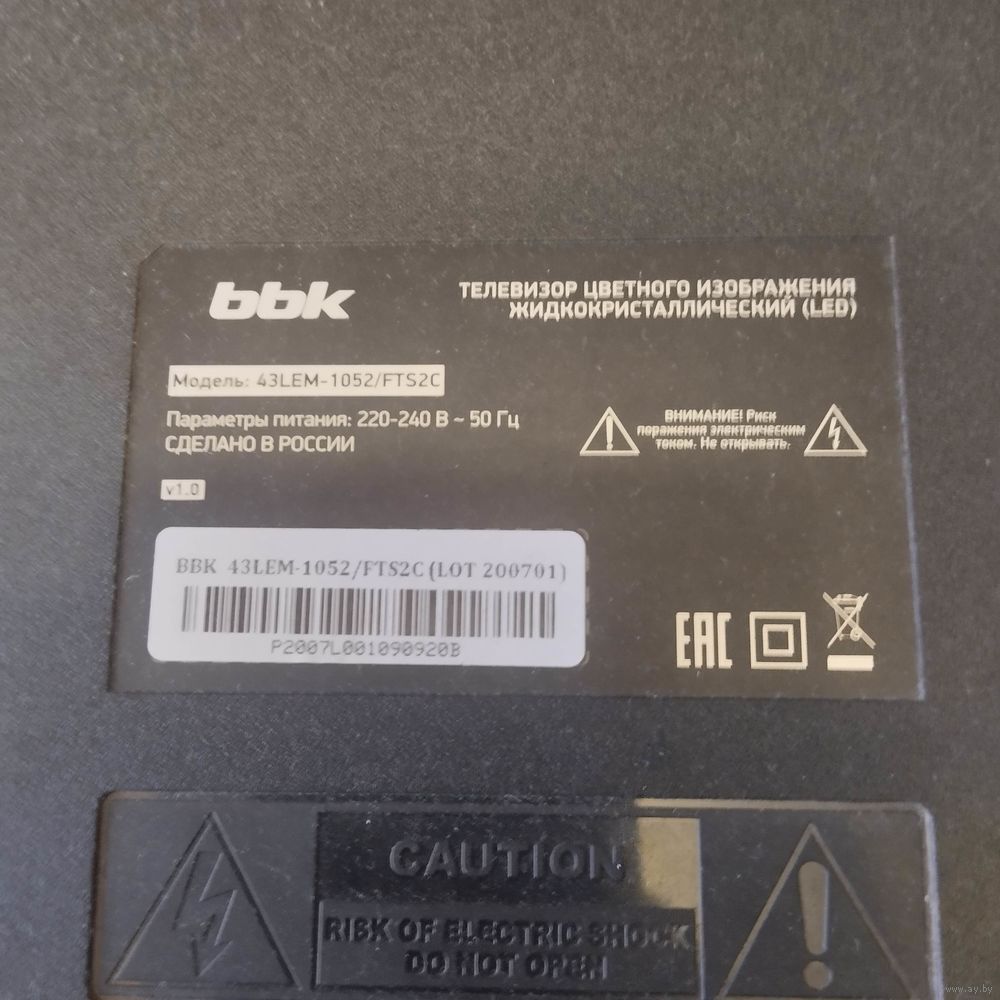 bbk
ТЕЛЕВИЗОР ЦВЕТНОГО ИЗОБРАЖЕНИЯ
ЖИДКОКРИСТАЛЛИЧЕСКИЙ (LED)
Модель: 43LEM-1052/FTS2C
Параметры питания: 220-240 В ~ 50 Гц
СДЕЛАНО В РОССИИ
ВНИМАНИЕ! Риск
поражения электрическим
током. Не открывать.
v1.0
BBK 43LEM-1052/FTS2C (LOT 200701)
P2007L001090920B
EAC
CAUTION
RISK OF ELECTRIC SHOCK
DO NOT OPEN
www.ay.by